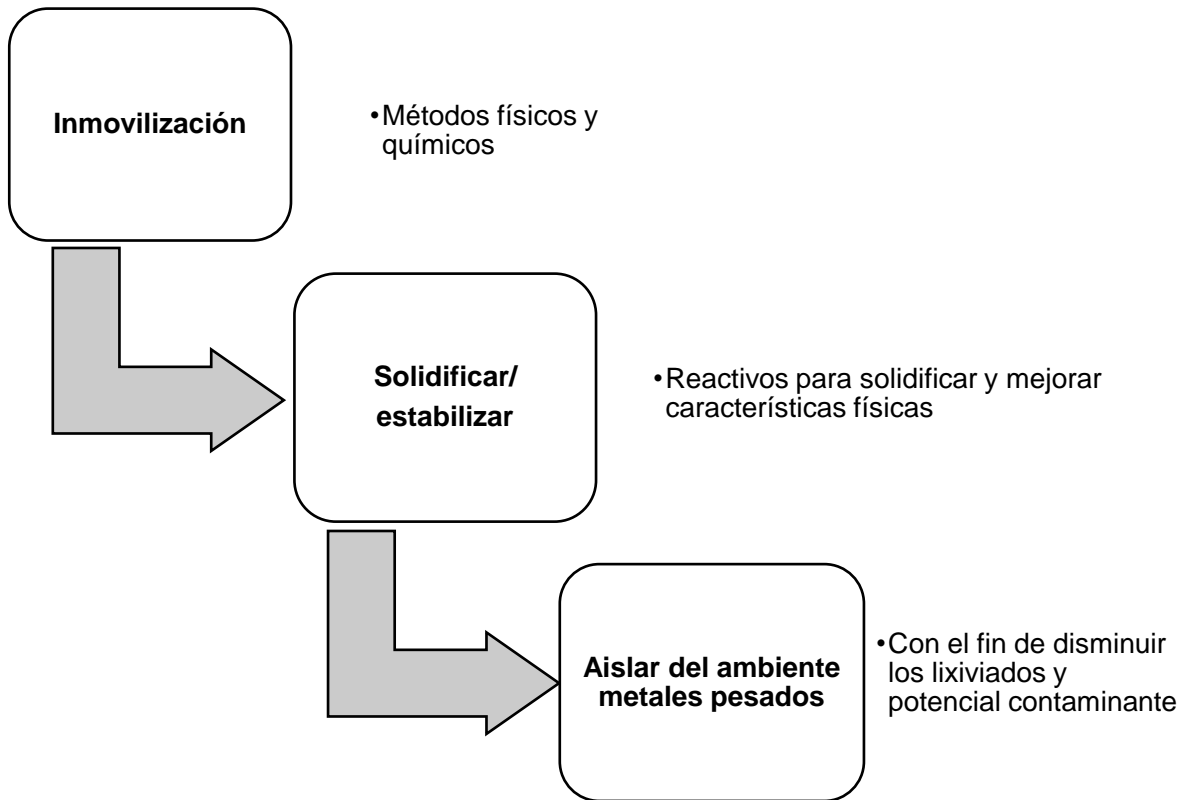 Inmovilización
•Métodos físicos y
químicos
Solidificar/
estabilizar
•Reactivos para solidificar y mejorar
características físicas
Aislar del ambiente
metales pesados
•Con el fin de disminuir
los lixiviados y
potencial contaminante